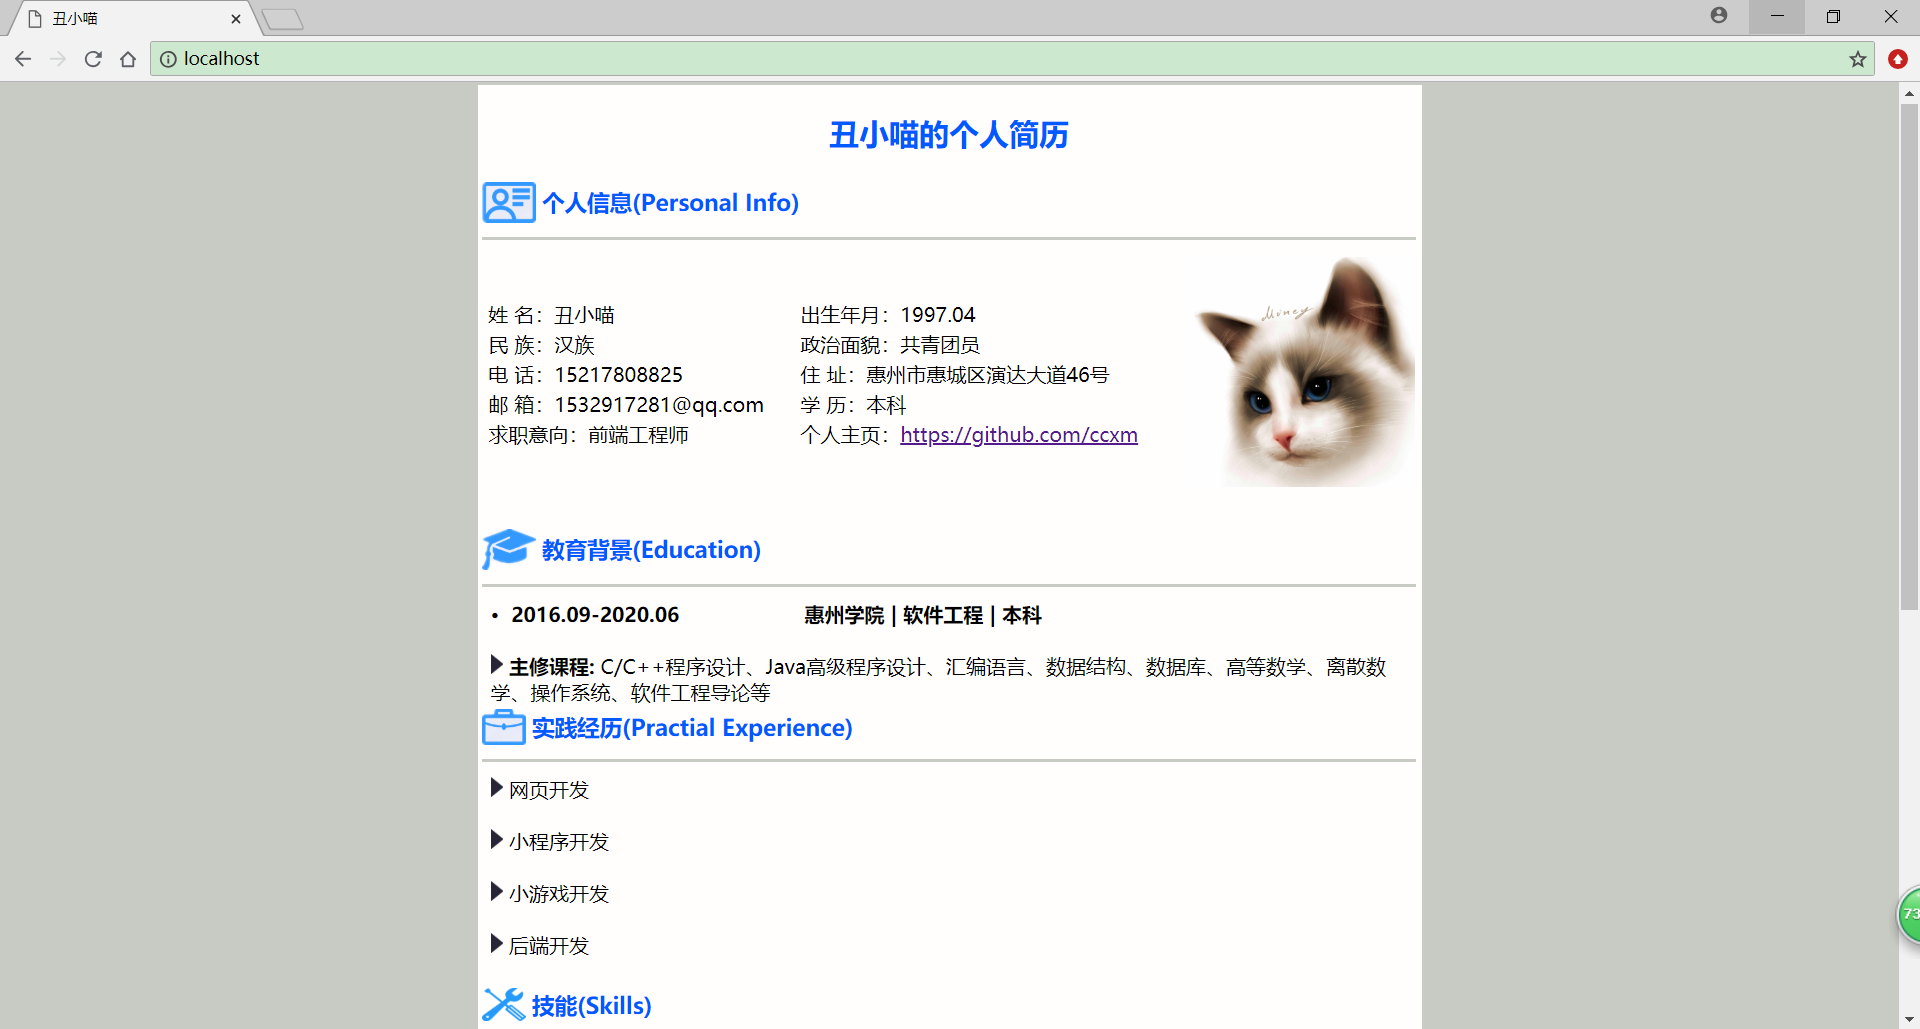 丑小喵
localhost
丑小喵的个人简历
个人信息(Personal Info)
Money
姓 名：丑小喵 出生年月：1997.04
民 族：汉族 政治面貌：共青团员
电 话：15217808825 住 址：惠州市惠城区演达大道46号
邮 箱：1532917281@qq.com 学 历：本科
求职意向：前端工程师 个人主页：https://github.com/ccxm
教育背景(Education)
• 2016.09-2020.06 惠州学院 | 软件工程 | 本科
主修课程: C/C++程序设计、Java高级程序设计、汇编语言、数据结构、数据库、高等数学、离散数
学、操作系统、软件工程导论等
实践经历(Practial Experience)
网页开发
小程序开发
小游戏开发
后端开发
73
技能(Skills)